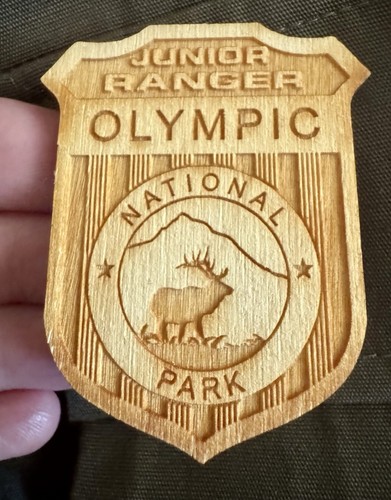 JUNIOR
RANGER
OLYMPIC
NATIONAL
PARK